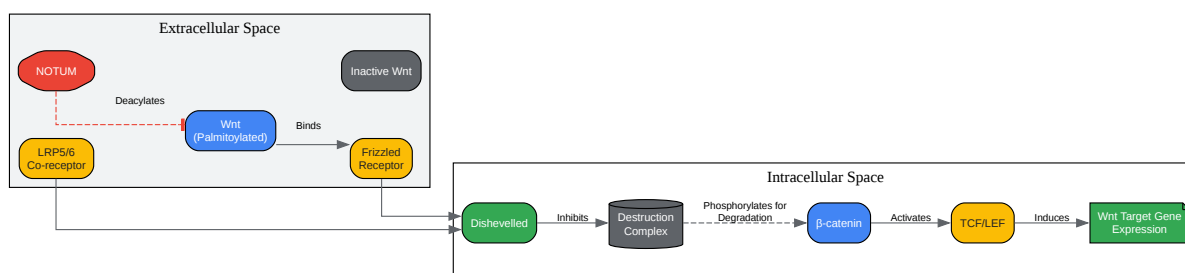 Extracellular Space
NOTUM
Inactive Wnt
Deacylates
Wnt
(Palmitoylated)
Binds
LRP5/6
Co-receptor
Frizzled
Receptor
Intracellular Space
Dishevelled
Inhibits
Destruction
Complex
Phosphorylates for
Degradation
β-catenin
Activates
TCF/LEF
Induces
Wnt Target Gene
Expression